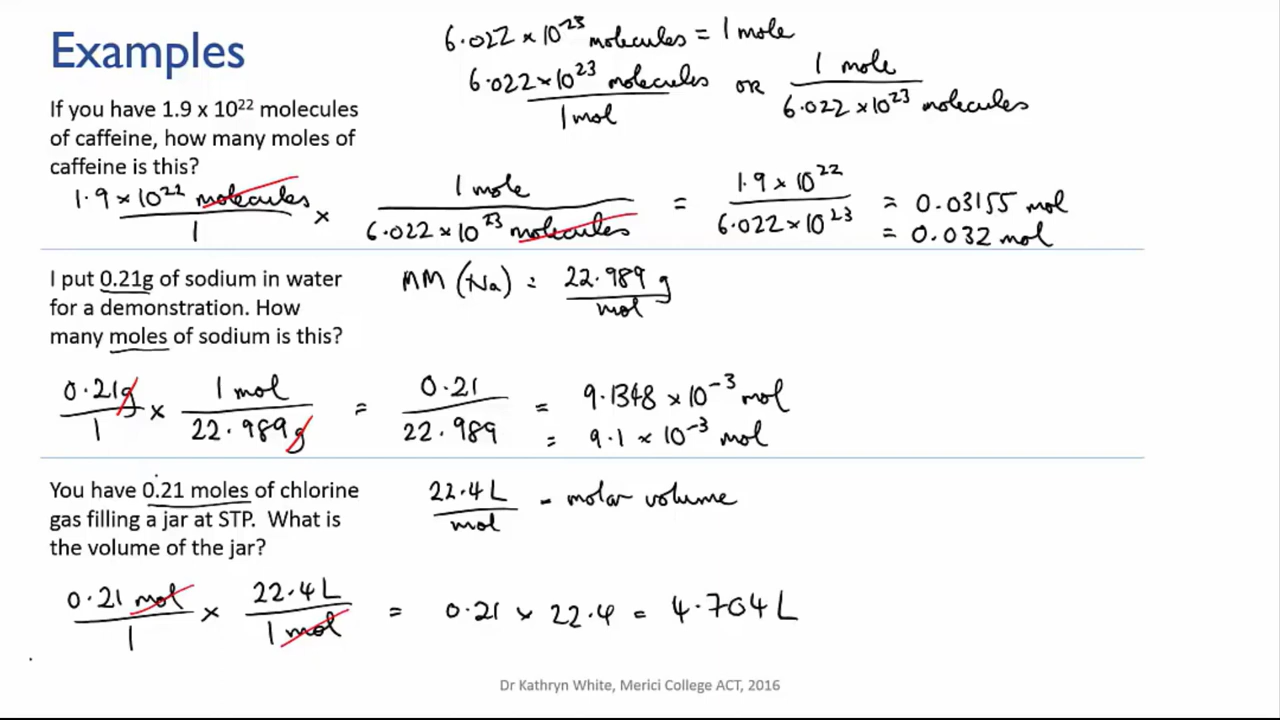 Examples
6.022 × 10²³ molecules = 1 mole
6.022 × 10²³ molecules / 1 mol OR 1 mole / 6.022 × 10²³ molecules
If you have 1.9 x 10²² molecules
of caffeine, how many moles of
caffeine is this?
1.9 × 10²² molecules / 1 × 1 mole / 6.022 × 10²³ molecules = 1.9 × 10²² / 6.022 × 10²³ = 0.03155 mol
= 0.032 mol
I put 0.21g of sodium in water
for a demonstration. How
many moles of sodium is this?
MM (Na) = 22.989 g / mol
0.21g / 1 × 1 mol / 22.989g = 0.21 / 22.989 = 9.1348 × 10⁻³ mol
= 9.1 × 10⁻³ mol
You have 0.21 moles of chlorine
gas filling a jar at STP. What is
the volume of the jar?
22.4 L / mol - molar volume
0.21 mol / 1 × 22.4 L / 1 mol = 0.21 × 22.4 = 4.704 L
Dr Kathryn White, Merici College ACT, 2016